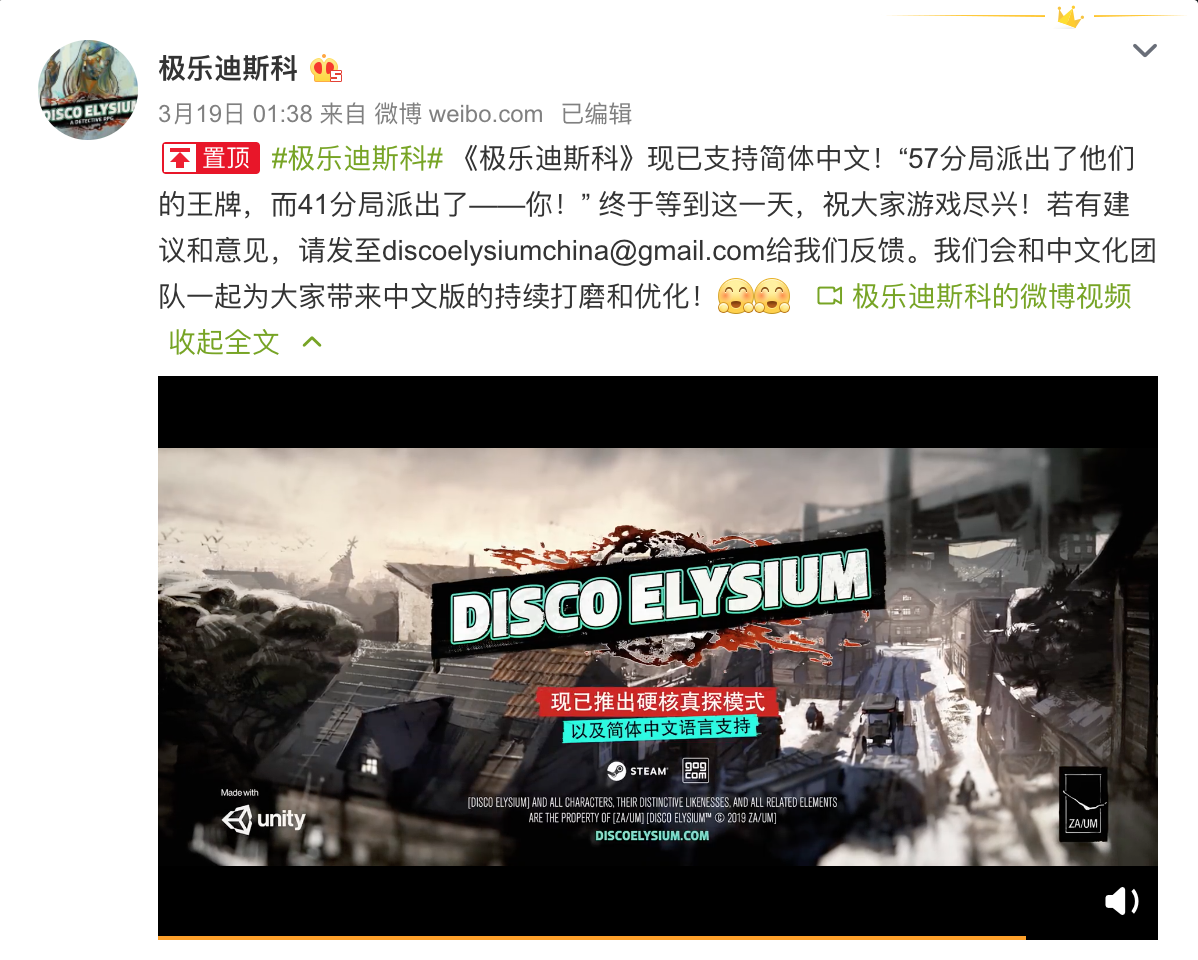 极乐迪斯科
3月19日 01:38 来自 微博 weibo.com 已编辑
置顶 #极乐迪斯科# 《极乐迪斯科》现已支持简体中文！“57分局派出了他们
的王牌，而41分局派出了——你！” 终于等到这一天，祝大家游戏尽兴！若有建
议和意见，请发至discoelysiumchina@gmail.com给我们反馈。我们会和中文化团
队一起为大家带来中文版的持续打磨和优化！ 极乐迪斯科的微博视频
收起全文
DISCO ELYSIUM
A DETECTIVE RPG
DISCO ELYSIUM
现已推出硬核真探模式
以及简体中文语言支持
STEAM gog com
Made with
unity
[DISCO ELYSIUM] AND ALL CHARACTERS, THEIR DISTINCTIVE LIKENESSES, AND ALL RELATED ELEMENTS
ARE THE PROPERTY OF [ZA/UM] [DISCO ELYSIUM™ © 2019 ZA/UM]
DISCOELYSIUM.COM
ZA/UM